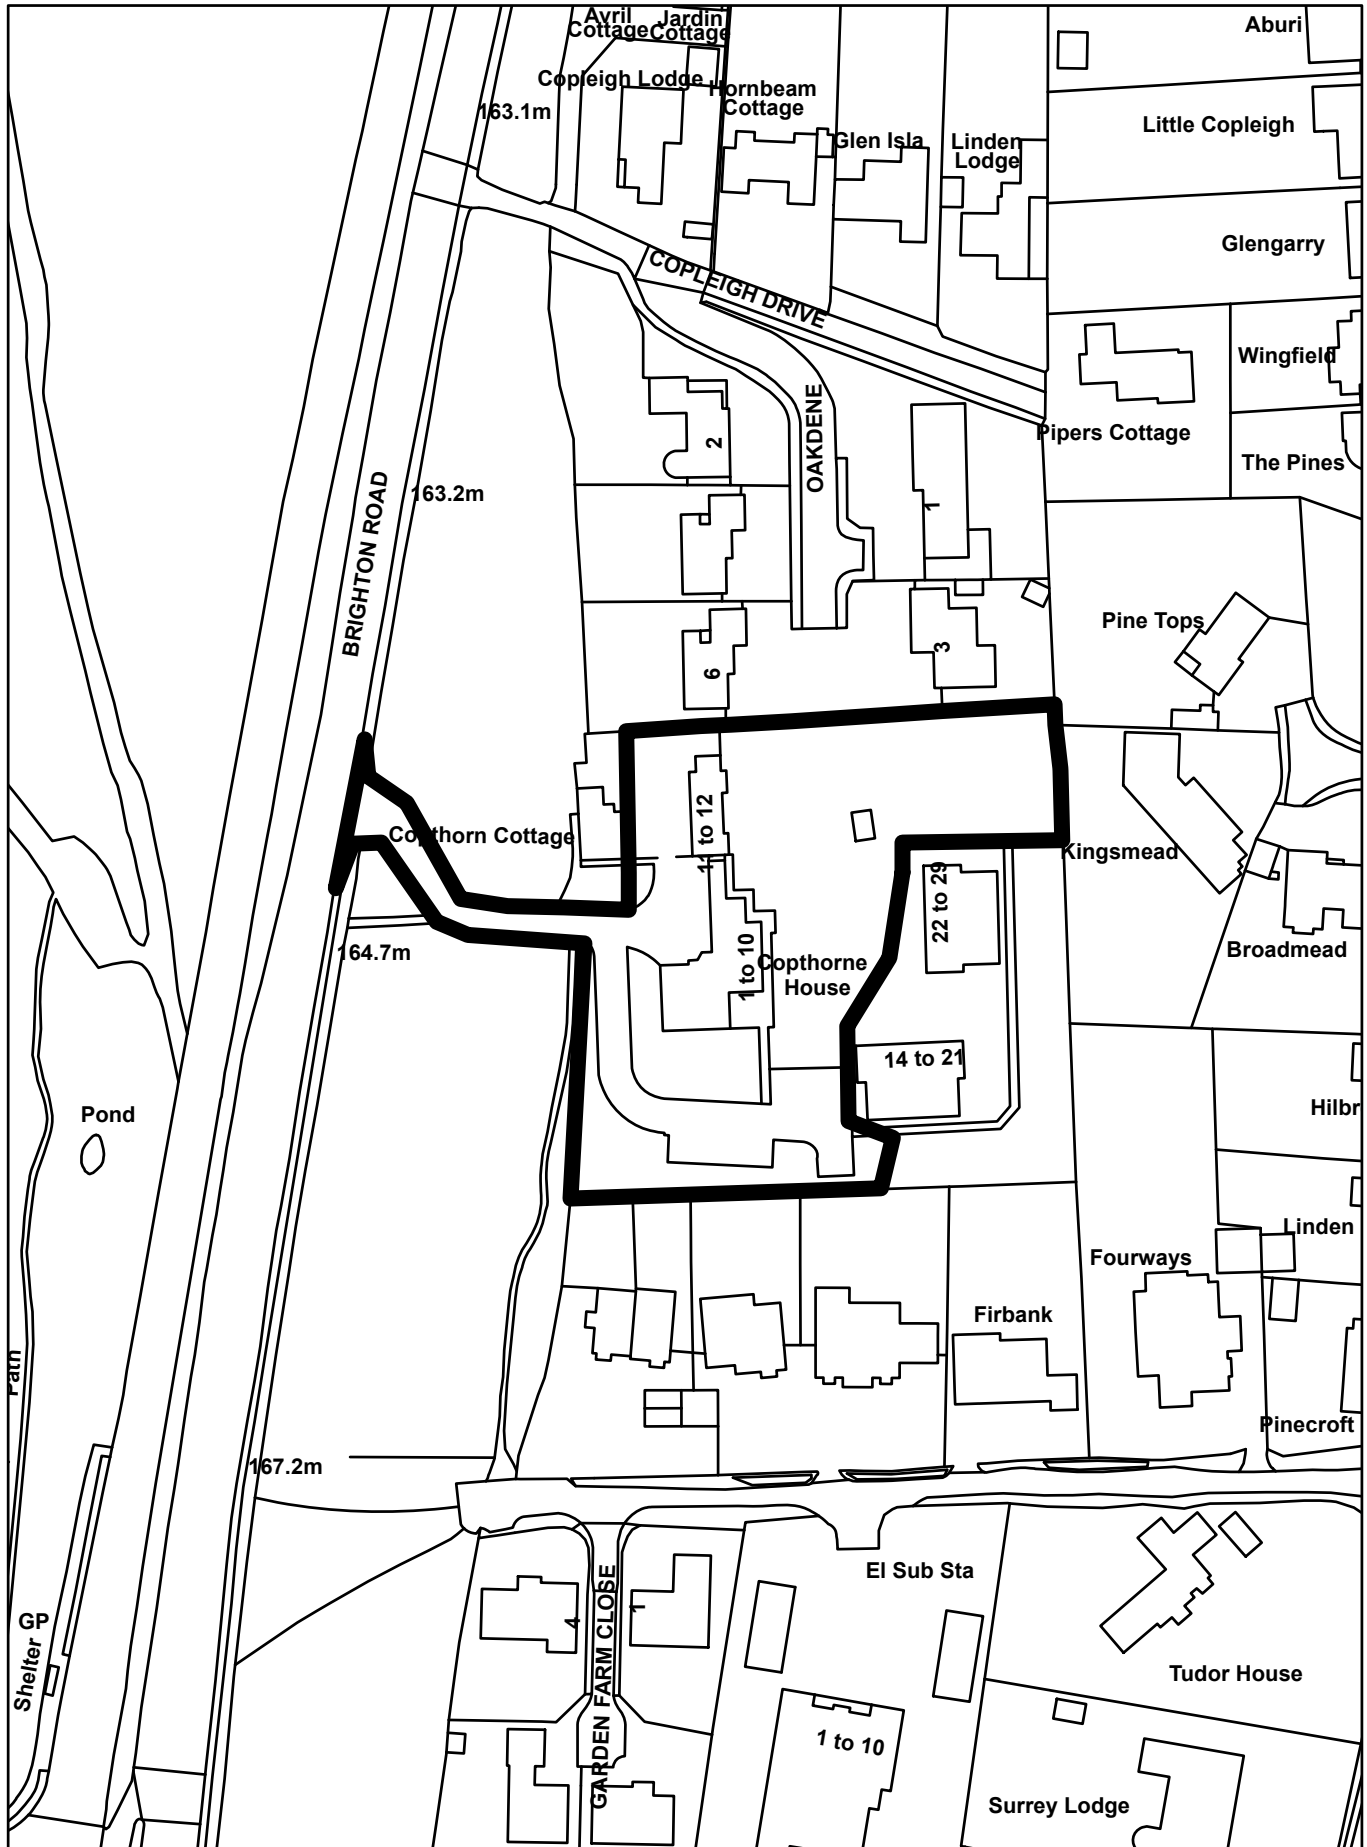 Avril
Cottage
Jardin
Cottage
Aburi
Copleigh Lodge
Hornbeam
Cottage
163.1m
Glen Isla
Linden
Lodge
Little Copleigh
Glengarry
COPLEIGH DRIVE
Wingfield
OAKDENE
2
Pipers Cottage
The Pines
BRIGHTON ROAD
163.2m
1
Pine Tops
3
6
Copthorn Cottage
11 to 12
Kingsmead
22 to 29
164.7m
1 to 10
Copthorne
House
Broadmead
14 to 21
Pond
Hilbr
Linden
Fourways
Firbank
Path
Pinecroft
167.2m
El Sub Sta
GP
Shelter
4
GARDEN FARM CLOSE
1
Tudor House
1 to 10
Surrey Lodge